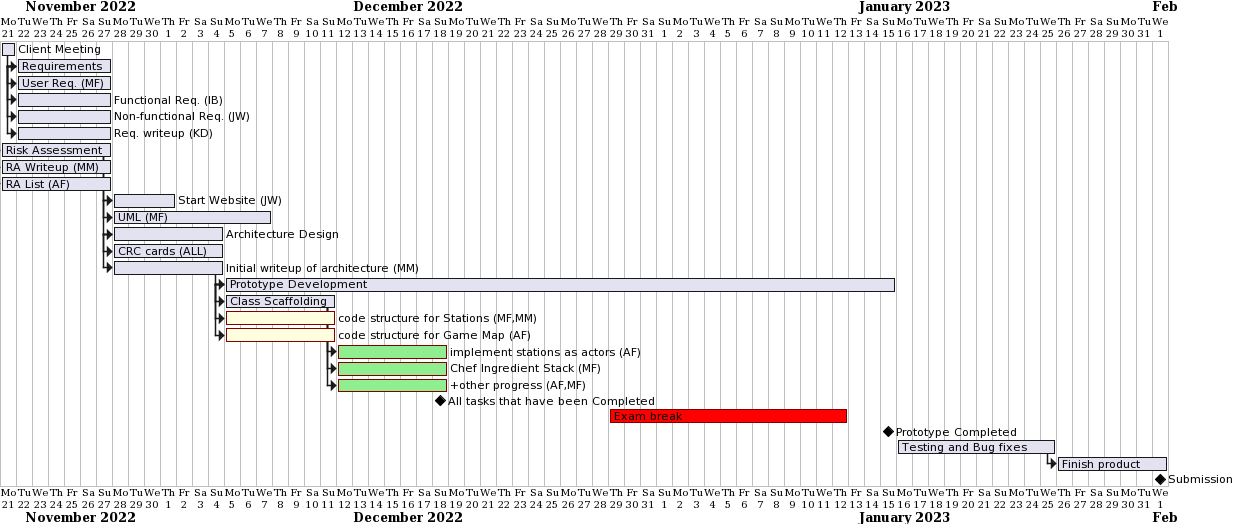 November 2022 December 2022 January 2023 Feb
Mo Tu We Th Fr Sa Su Mo Tu We Th Fr Sa Su Mo Tu We Th Fr Sa Su Mo Tu We Th Fr Sa Su Mo Tu We Th Fr Sa Su Mo Tu We Th Fr Sa Su Mo Tu We Th Fr Sa Su Mo Tu We Th Fr Sa Su Mo Tu We Th Fr Sa Su Mo Tu We Th Fr Sa Su Mo Tu We
21 22 23 24 25 26 27 28 29 30 1 2 3 4 5 6 7 8 9 10 11 12 13 14 15 16 17 18 19 20 21 22 23 24 25 26 27 28 29 30 31 1 2 3 4 5 6 7 8 9 10 11 12 13 14 15 16 17 18 19 20 21 22 23 24 25 26 27 28 29 30 31 1
Client Meeting
Requirements
User Req. (MF)
Functional Req. (IB)
Non-functional Req. (JW)
Req. writeup (KD)
Risk Assessment
RA Writeup (MM)
RA List (AF)
Start Website (JW)
UML (MF)
Architecture Design
CRC cards (ALL)
Initial writeup of architecture (MM)
Prototype Development
Class Scaffolding
code structure for Stations (MF,MM)
code structure for Game Map (AF)
implement stations as actors (AF)
Chef Ingredient Stack (MF)
+other progress (AF,MF)
All tasks that have been Completed
Exam break
Prototype Completed
Testing and Bug fixes
Finish product
Submission
Mo Tu We Th Fr Sa Su Mo Tu We Th Fr Sa Su Mo Tu We Th Fr Sa Su Mo Tu We Th Fr Sa Su Mo Tu We Th Fr Sa Su Mo Tu We Th Fr Sa Su Mo Tu We Th Fr Sa Su Mo Tu We Th Fr Sa Su Mo Tu We Th Fr Sa Su Mo Tu We Th Fr Sa Su Mo Tu We
21 22 23 24 25 26 27 28 29 30 1 2 3 4 5 6 7 8 9 10 11 12 13 14 15 16 17 18 19 20 21 22 23 24 25 26 27 28 29 30 31 1 2 3 4 5 6 7 8 9 10 11 12 13 14 15 16 17 18 19 20 21 22 23 24 25 26 27 28 29 30 31 1
November 2022 December 2022 January 2023 Feb